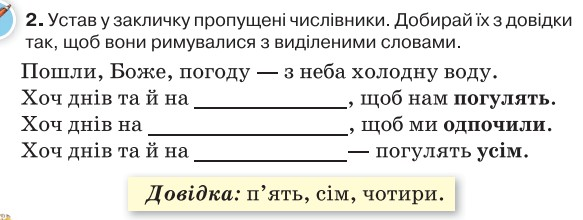 2. Устав у закличку пропущені числівники. Добирай їх з довідки
так, щоб вони римувалися з виділеними словами.
Пошли, Боже, погоду — з неба холодну воду.
Хоч днів та й на ____________, щоб нам погулять.
Хоч днів на ________________, щоб ми одпочили.
Хоч днів та й на ____________— погулять усім.
Довідка: п’ять, сім, чотири.